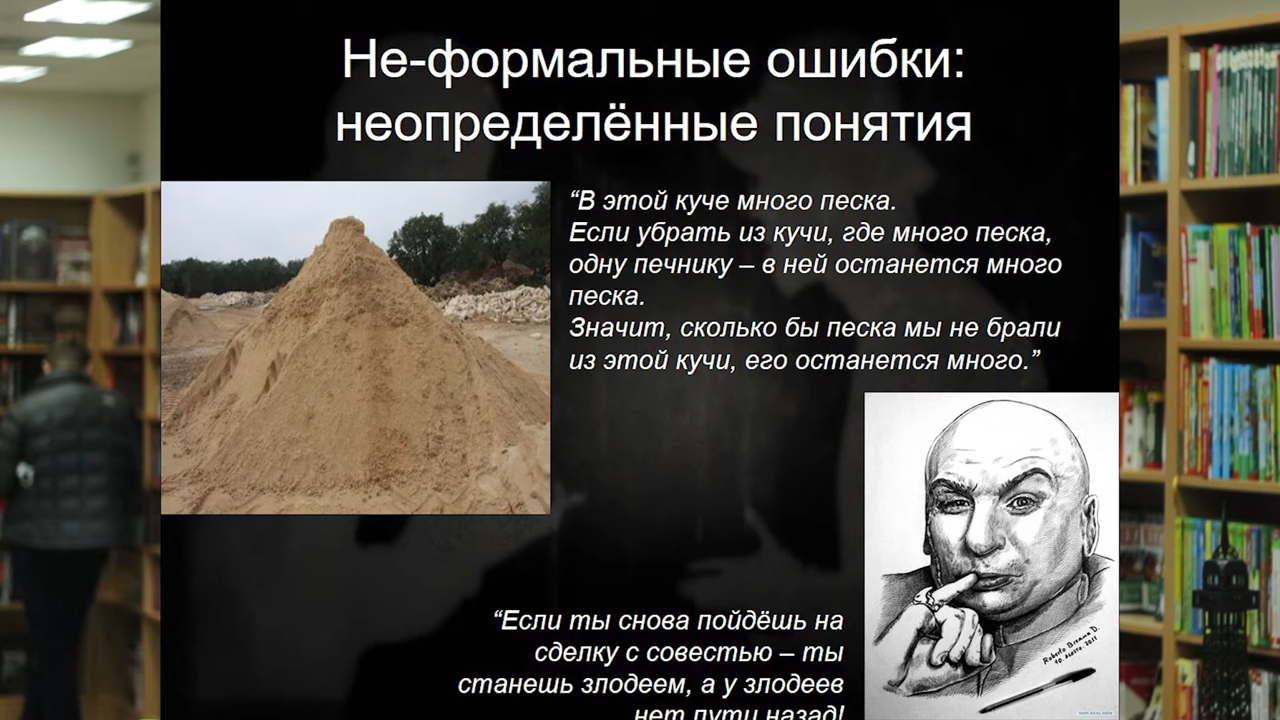 Не-формальные ошибки:
неопределённые понятия
“В этой куче много песка.
Если убрать из кучи, где много песка,
одну печнику – в ней останется много
песка.
Значит, сколько бы песка мы не брали
из этой кучи, его останется много.”
“Если ты снова пойдёшь на
сделку с совестью – ты
станешь злодеем, а у злодеев
нет пути назад!